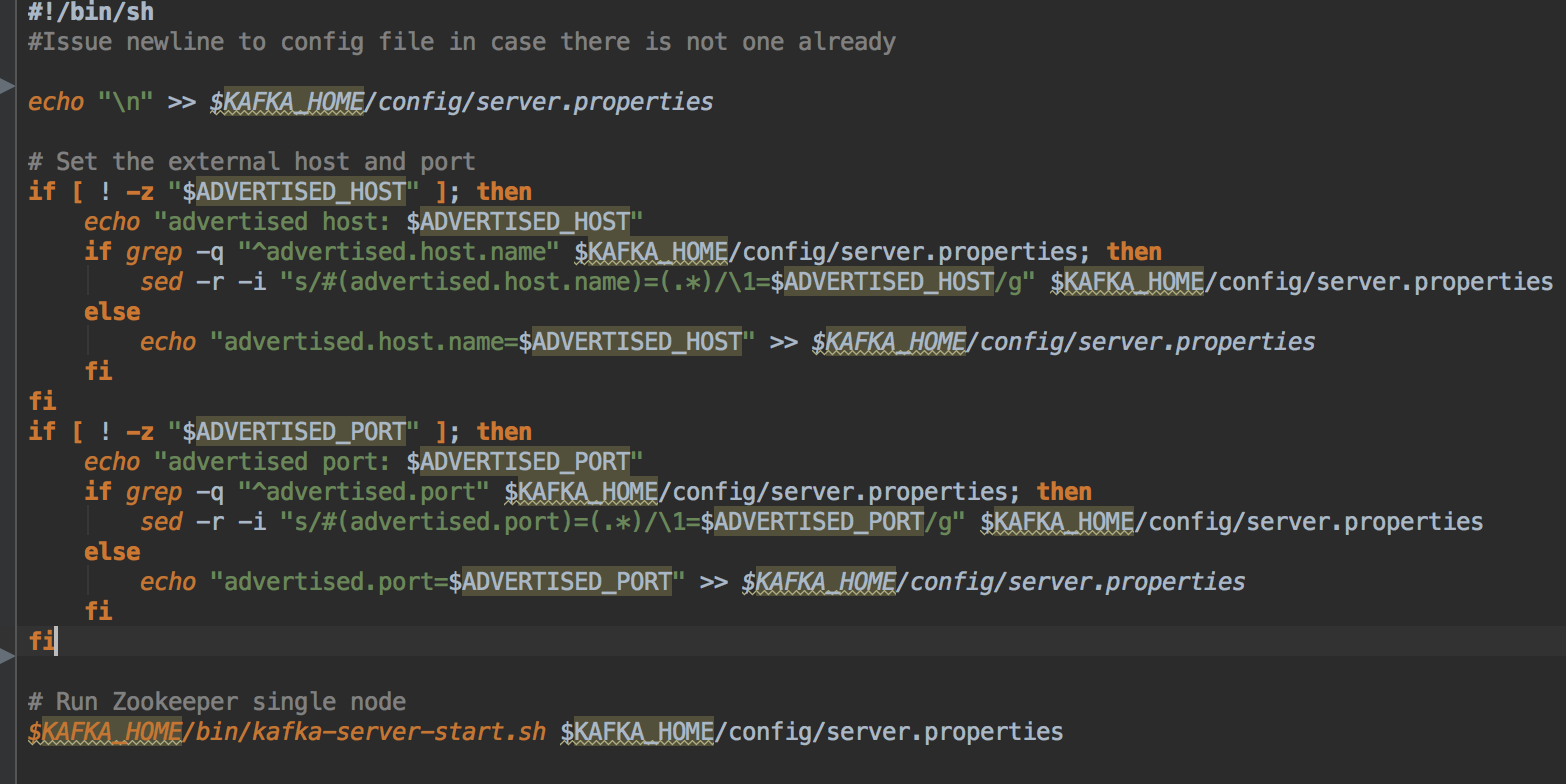 #!/bin/sh
#Issue newline to config file in case there is not one already
echo "\n" >> $KAFKA_HOME/config/server.properties
# Set the external host and port
if [ ! -z "$ADVERTISED_HOST" ]; then
    echo "advertised host: $ADVERTISED_HOST"
    if grep -q "^advertised.host.name" $KAFKA_HOME/config/server.properties; then
        sed -r -i "s/#(advertised.host.name)=(.*)/\1=$ADVERTISED_HOST/g" $KAFKA_HOME/config/server.properties
    else
        echo "advertised.host.name=$ADVERTISED_HOST" >> $KAFKA_HOME/config/server.properties
    fi
fi
if [ ! -z "$ADVERTISED_PORT" ]; then
    echo "advertised port: $ADVERTISED_PORT"
    if grep -q "^advertised.port" $KAFKA_HOME/config/server.properties; then
        sed -r -i "s/#(advertised.port)=(.*)/\1=$ADVERTISED_PORT/g" $KAFKA_HOME/config/server.properties
    else
        echo "advertised.port=$ADVERTISED_PORT" >> $KAFKA_HOME/config/server.properties
    fi
fi
# Run Zookeeper single node
$KAFKA_HOME/bin/kafka-server-start.sh $KAFKA_HOME/config/server.properties